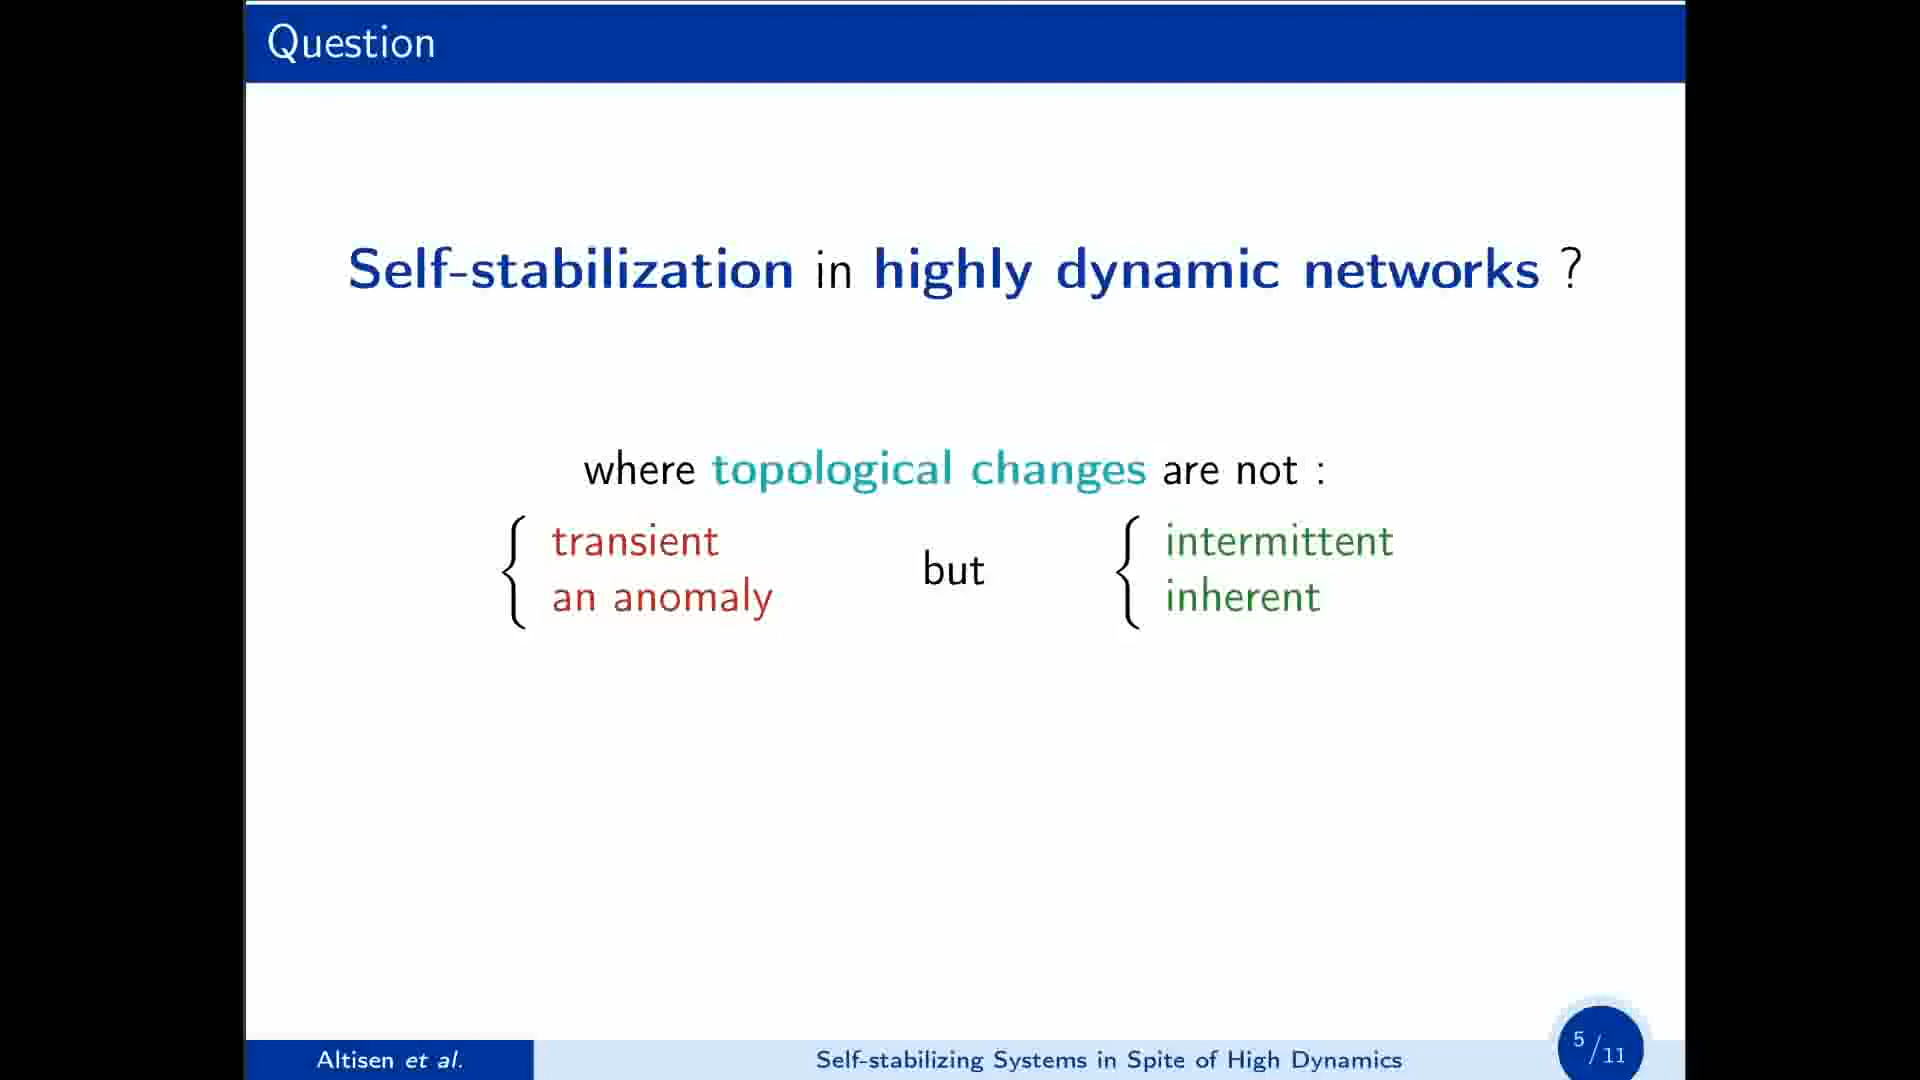 Question
Self-stabilization in highly dynamic networks ?
where topological changes are not :
transient
an anomaly
but
intermittent
inherent
Altisen et al.
Self-stabilizing Systems in Spite of High Dynamics
5/11